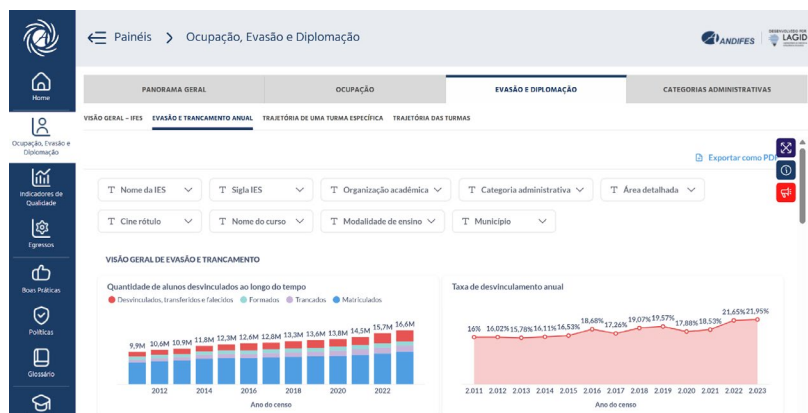 Painéis > Ocupação, Evasão e Diplomação
ANDIFES
DESENVOLVIDO POR
LAGID
Home
Ocupação, Evasão e
Diplomação
Indicadores de
Qualidade
Egressos
Boas Práticas
Políticas
Glossário
PANORAMA GERAL
OCUPAÇÃO
EVASÃO E DIPLOMAÇÃO
CATEGORIAS ADMINISTRATIVAS
VISÃO GERAL – IFES
EVASÃO E TRANCAMENTO ANUAL
TRAJETÓRIA DE UMA TURMA ESPECÍFICA
TRAJETÓRIA DAS TURMAS
Exportar como PDF
T Nome da IES
T Sigla IES
T Organização acadêmica
T Categoria administrativa
T Área detalhada
T Cine rótulo
T Nome do curso
T Modalidade de ensino
T Município
VISÃO GERAL DE EVASÃO E TRANCAMENTO
Quantidade de alunos desvinculados ao longo do tempo
Desvinculados, transferidos e falecidos Formados Trancados Matriculados
9,9M 10,6M 10,9M 11,8M 12,3M 12,6M 12,8M 13,3M 13,6M 13,8M 14,5M 15,7M 16,6M
2012 2014 2016 2018 2020 2022
Ano do censo
Taxa de desvinculamento anual
16% 16,02% 15,78% 16,11% 16,53% 18,68% 17,26% 19,07% 19,57% 17,88% 18,53% 21,65% 21,95%
2.011 2.012 2.013 2.014 2.015 2.016 2.017 2.018 2.019 2.020 2.021 2.022 2.023
Ano do censo